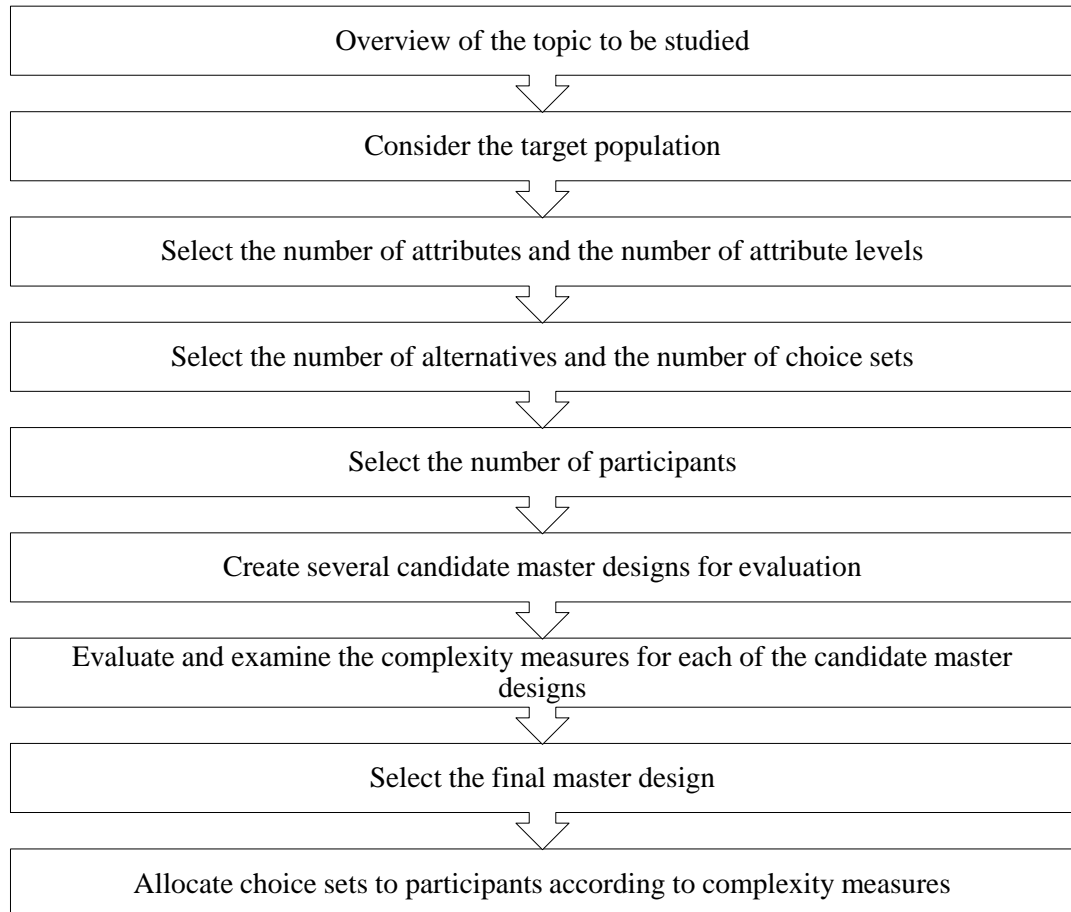 Overview of the topic to be studied
Consider the target population
Select the number of attributes and the number of attribute levels
Select the number of alternatives and the number of choice sets
Select the number of participants
Create several candidate master designs for evaluation
Evaluate and examine the complexity measures for each of the candidate master
designs
Select the final master design
Allocate choice sets to participants according to complexity measures